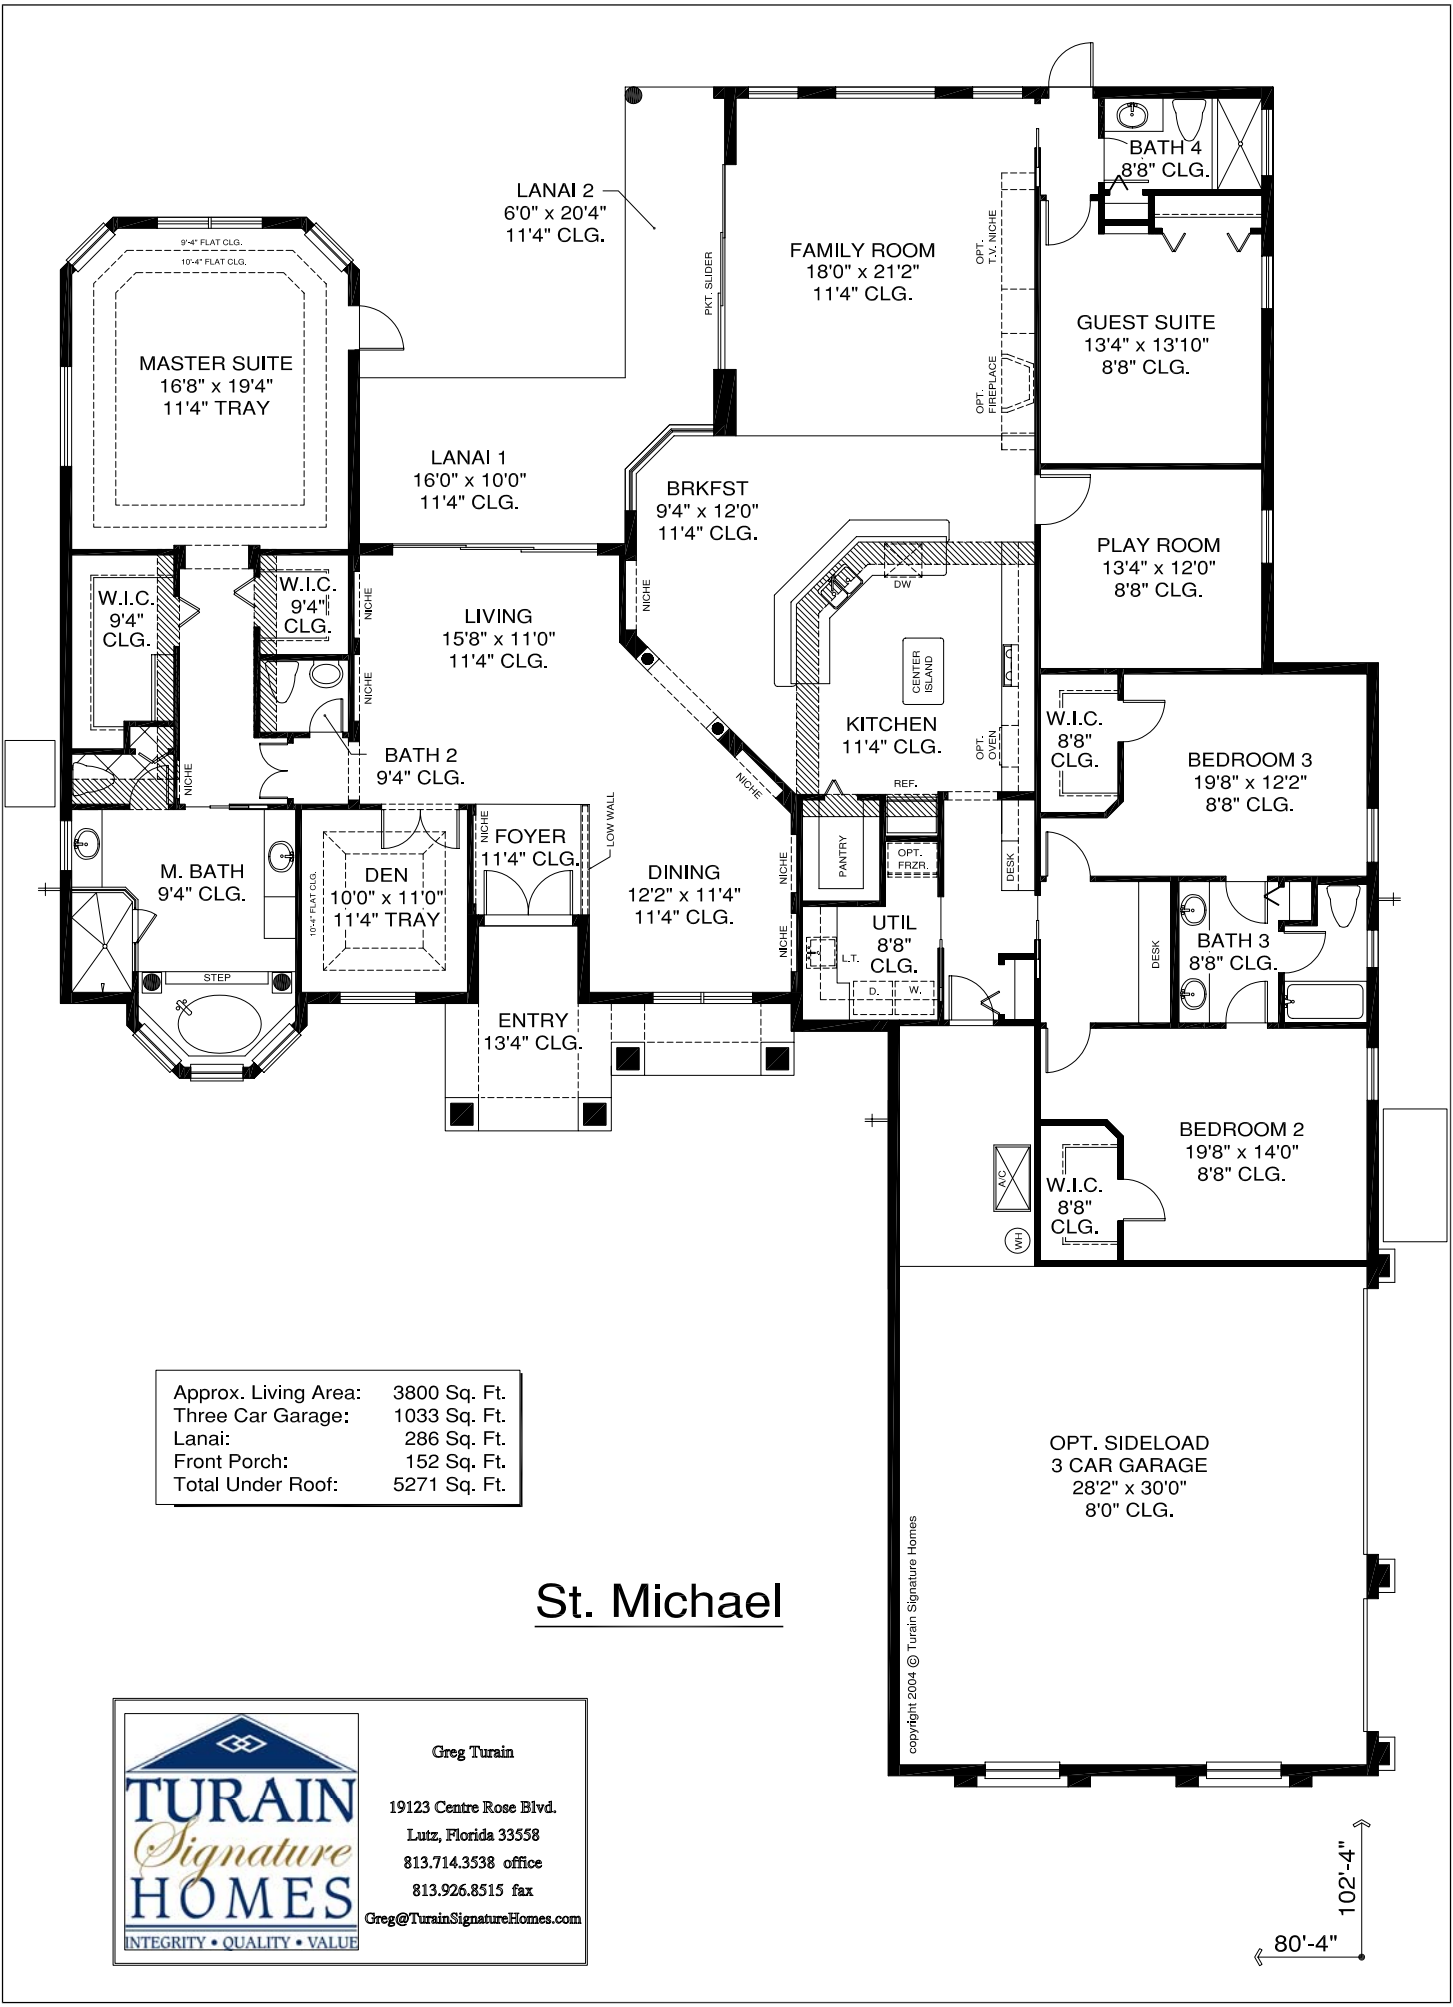 BATH 4
8'8" CLG.
LANAI 2
6'0" x 20'4"
11'4" CLG.
OPT.
T.V. NICHE
9'-4" FLAT CLG.
10'-4" FLAT CLG.
FAMILY ROOM
18'0" x 21'2"
11'4" CLG.
PKT. SLIDER
GUEST SUITE
13'4" x 13'10"
8'8" CLG.
MASTER SUITE
16'8" x 19'4"
11'4" TRAY
OPT.
FIREPLACE
LANAI 1
16'0" x 10'0"
11'4" CLG.
BRKFST
9'4" x 12'0"
11'4" CLG.
PLAY ROOM
13'4" x 12'0"
8'8" CLG.
DW
W.I.C.
9'4"
CLG.
W.I.C.
9'4"
CLG.
NICHE
NICHE
LIVING
15'8" x 11'0"
11'4" CLG.
NICHE
CENTER
ISLAND
KITCHEN
11'4" CLG.
OPT.
OVEN
W.I.C.
8'8"
CLG.
BEDROOM 3
19'8" x 12'2"
8'8" CLG.
BATH 2
9'4" CLG.
NICHE
NICHE
REF.
M. BATH
9'4" CLG.
DEN
10'0" x 11'0"
11'4" TRAY
10'-4" FLAT CLG.
NICHE
FOYER
11'4" CLG.
LOW WALL
DINING
12'2" x 11'4"
11'4" CLG.
NICHE
NICHE
PANTRY
OPT.
FRZR.
DESK
UTIL
8'8"
CLG.
L.T.
D.
W.
DESK
BATH 3
8'8" CLG.
STEP
ENTRY
13'4" CLG.
BEDROOM 2
19'8" x 14'0"
8'8" CLG.
A/C
WH
W.I.C.
8'8"
CLG.
Approx. Living Area: 3800 Sq. Ft.
Three Car Garage: 1033 Sq. Ft.
Lanai: 286 Sq. Ft.
Front Porch: 152 Sq. Ft.
Total Under Roof: 5271 Sq. Ft.
OPT. SIDELOAD
3 CAR GARAGE
28'2" x 30'0"
8'0" CLG.
copyright 2004 © Turain Signature Homes
St. Michael
TURAIN
Signature
HOMES
INTEGRITY • QUALITY • VALUE
Greg Turain
19123 Centre Rose Blvd.
Lutz, Florida 33558
813.714.3538 office
813.926.8515 fax
Greg@TurainSignatureHomes.com
102'-4"
80'-4"